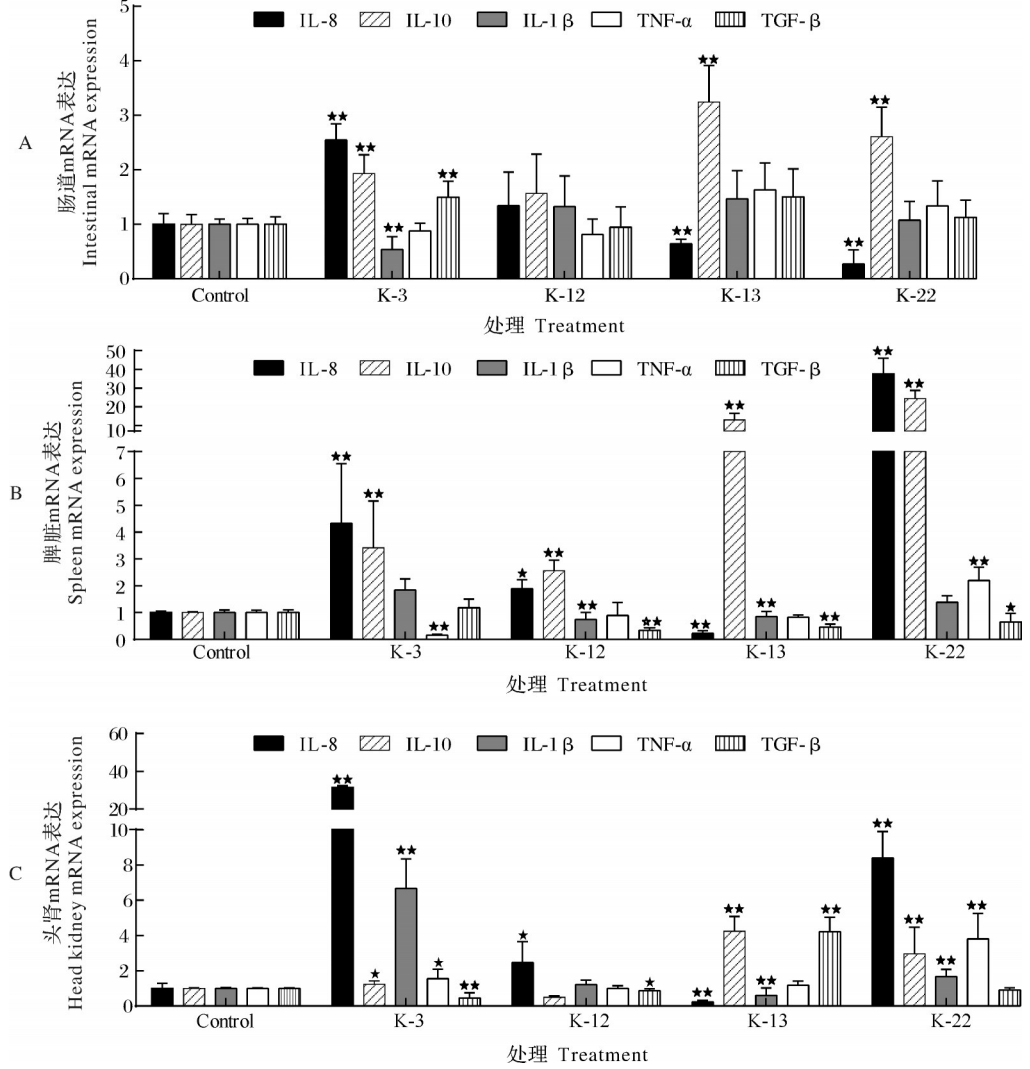 IL-8 IL-10 IL-1β TNF-α TGF-β
A
肠道mRNA表达
Intestinal mRNA expression
5
4
3
2
1
0
★★ ★★ ★★ ★★ ★★ ★★ ★★ ★★
Control K-3 K-12 K-13 K-22
处理 Treatment
IL-8 IL-10 IL-1β TNF-α TGF-β
B
脾脏mRNA表达
Spleen mRNA expression
50
40
30
20
10
7
6
5
4
3
2
1
0
★★ ★★ ★★ ★ ★★ ★★ ★★ ★★ ★★ ★★ ★★ ★★ ★★ ★★ ★
Control K-3 K-12 K-13 K-22
处理 Treatment
IL-8 IL-10 IL-1β TNF-α TGF-β
C
头肾mRNA表达
Head kidney mRNA expression
60
40
20
10
8
6
4
2
0
★★ ★ ★★ ★ ★★ ★ ★ ★★ ★★ ★★ ★★ ★★ ★★ ★★ ★★
Control K-3 K-12 K-13 K-22
处理 Treatment